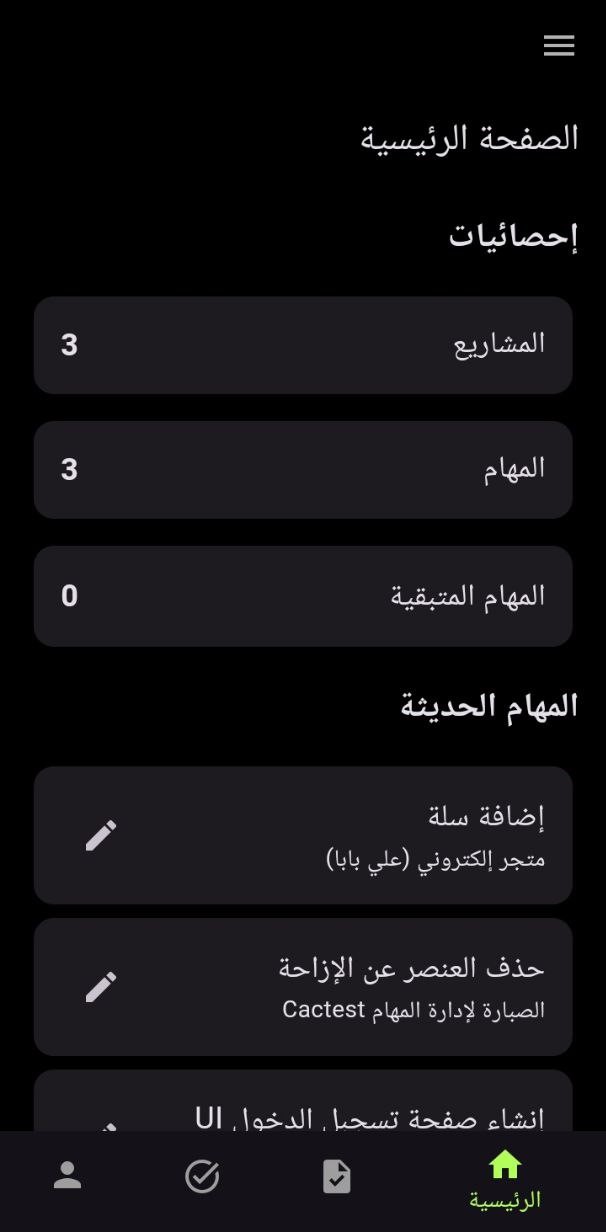 الصفحة الرئيسية
إحصائيات
المشاريع 3
المهام 3
المهام المتبقية 0
المهام الحديثة
إضافة سلة
متجر إلكتروني (علي بابا)
حذف العنصر عن الإزاحة
الصبارة لإدارة المهام Cactest
إنشاء صفحة تسجيل الدخول UI
الرئيسية